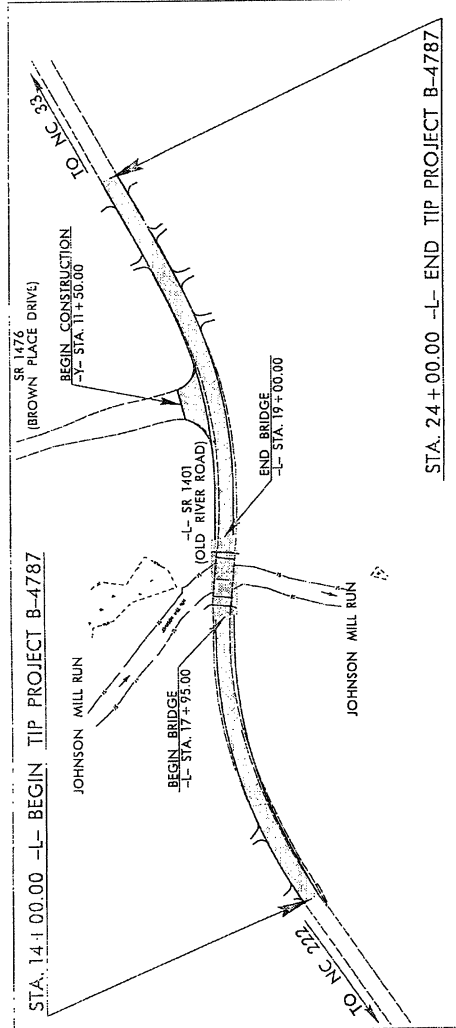 STA. 14+00.00 -L- BEGIN TIP PROJECT B-4787
JOHNSON MILL RUN
BEGIN BRIDGE
-L- STA. 17+95.00
TO NC 222
-L- SR 1401
(OLD RIVER ROAD)
SR 1476
(BROWN PLACE DRIVE)
BEGIN CONSTRUCTION
-Y- STA. 11+50.00
TO NC 33
END BRIDGE
-L- STA. 19+00.00
JOHNSON MILL RUN
STA. 24+00.00 -L- END TIP PROJECT B-4787